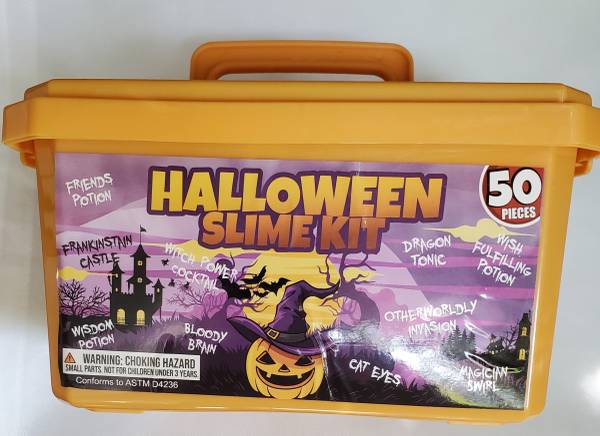 HALLOWEEN
SLIME KIT
50
PIECES
FRIENDS
POTION
FRANKINSTAIN
CASTLE
WITCH POWER
COCKTAIL
DRAGON
TONIC
WISH
FULFILLING
POTION
WISDOM
POTION
BLOODY
BRAIN
OTHERWORLDLY
INVASION
CAT EYES
MAGICIAN
SWIRL
WARNING: CHOKING HAZARD
SMALL PARTS. NOT FOR CHILDREN UNDER 3 YEARS
Conforms to ASTM D4236